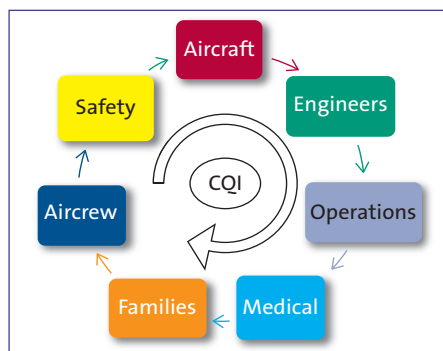 Aircraft
Engineers
Operations
Medical
Families
Aircrew
Safety
CQI